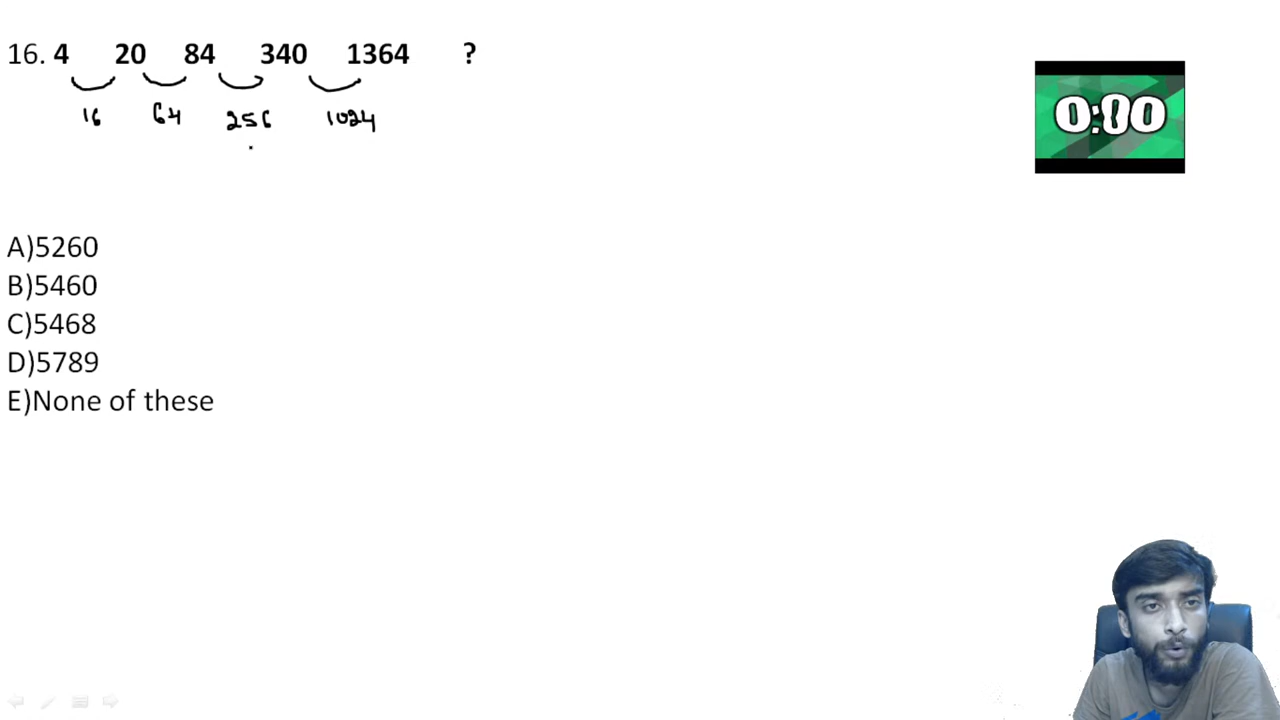 16. 4 20 84 340 1364 ?
16 64 256 1024
0:00
A)5260
B)5460
C)5468
D)5789
E)None of these